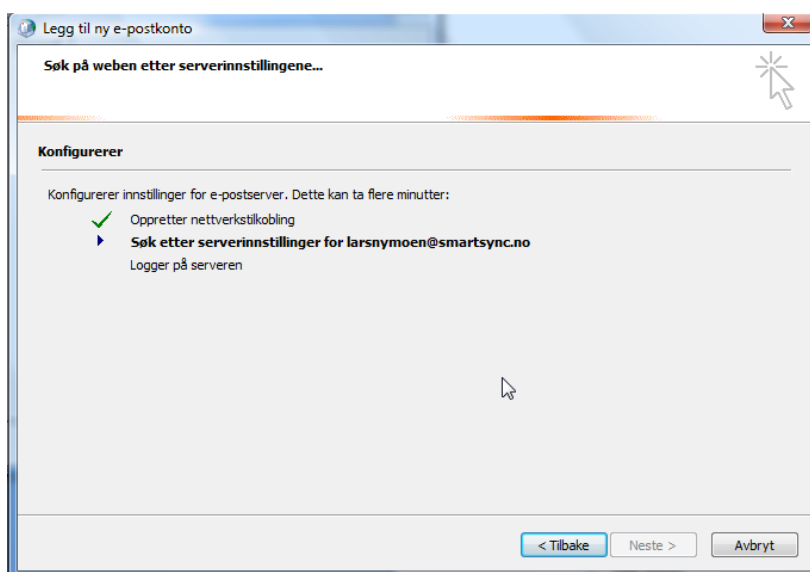 Legg til ny e-postkonto
Søk på weben etter serverinnstillingene...
Konfigurerer
Konfigurerer innstillinger for e-postserver. Dette kan ta flere minutter:
Oppretter nettverkstilkobling
Søk etter serverinnstillinger for larsnymoen@smartsync.no
Logger på serveren
< Tilbake Neste > Avbryt